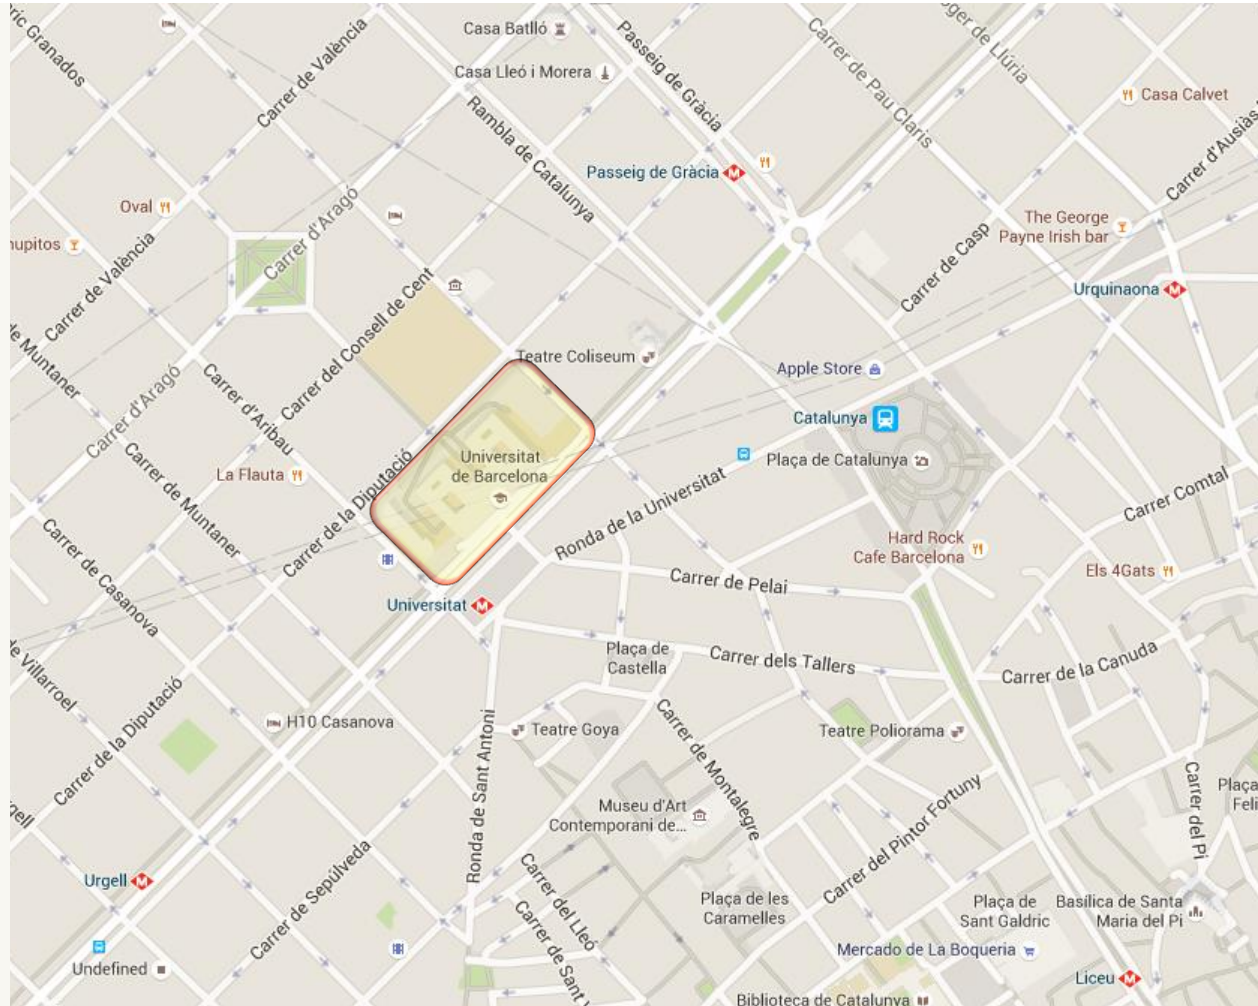 Casa Batlló
Casa Lleó i Morera
Passeig de Gràcia
Carrer de Pau Claris
Casa Calvet
Granados
Carrer de València
Rambla de Catalunya
Passeig de Gràcia
Oval
Carrer d'Aragó
The George
Payne Irish bar
Carrer de Casp
Carrer de València
Urquinaona
Carrer del Consell de Cent
Teatre Coliseum
Apple Store
de Muntaner
Carrer d'Aragó
Carrer d'Aribau
Catalunya
Plaça de Catalunya
Universitat
de Barcelona
La Flauta
Carrer de la Diputació
Carrer de Muntaner
Ronda de la Universitat
Carrer Comtal
Hard Rock
Cafe Barcelona
Els 4Gats
Carrer de Casanova
Carrer de Pelai
Universitat
Plaça de
Castella
Carrer dels Tallers
Carrer de la Canuda
de Villarroel
Carrer de la Diputació
H10 Casanova
Teatre Goya
Teatre Poliorama
Carrer de Montalegre
Ronda de Sant Antoni
Museu d'Art
Contemporani de...
Carrer del Pi
Plaça
Feli
Carrer del Pintor Fortuny
Urgell
Carrer de Sepúlveda
Carrer del Lleó
Carrer de Sant
Plaça de les
Caramelles
Plaça de
Sant Galdric
Basílica de Santa
Maria del Pi
Mercado de La Boqueria
Undefined
Liceu
Biblioteca de Catalunya